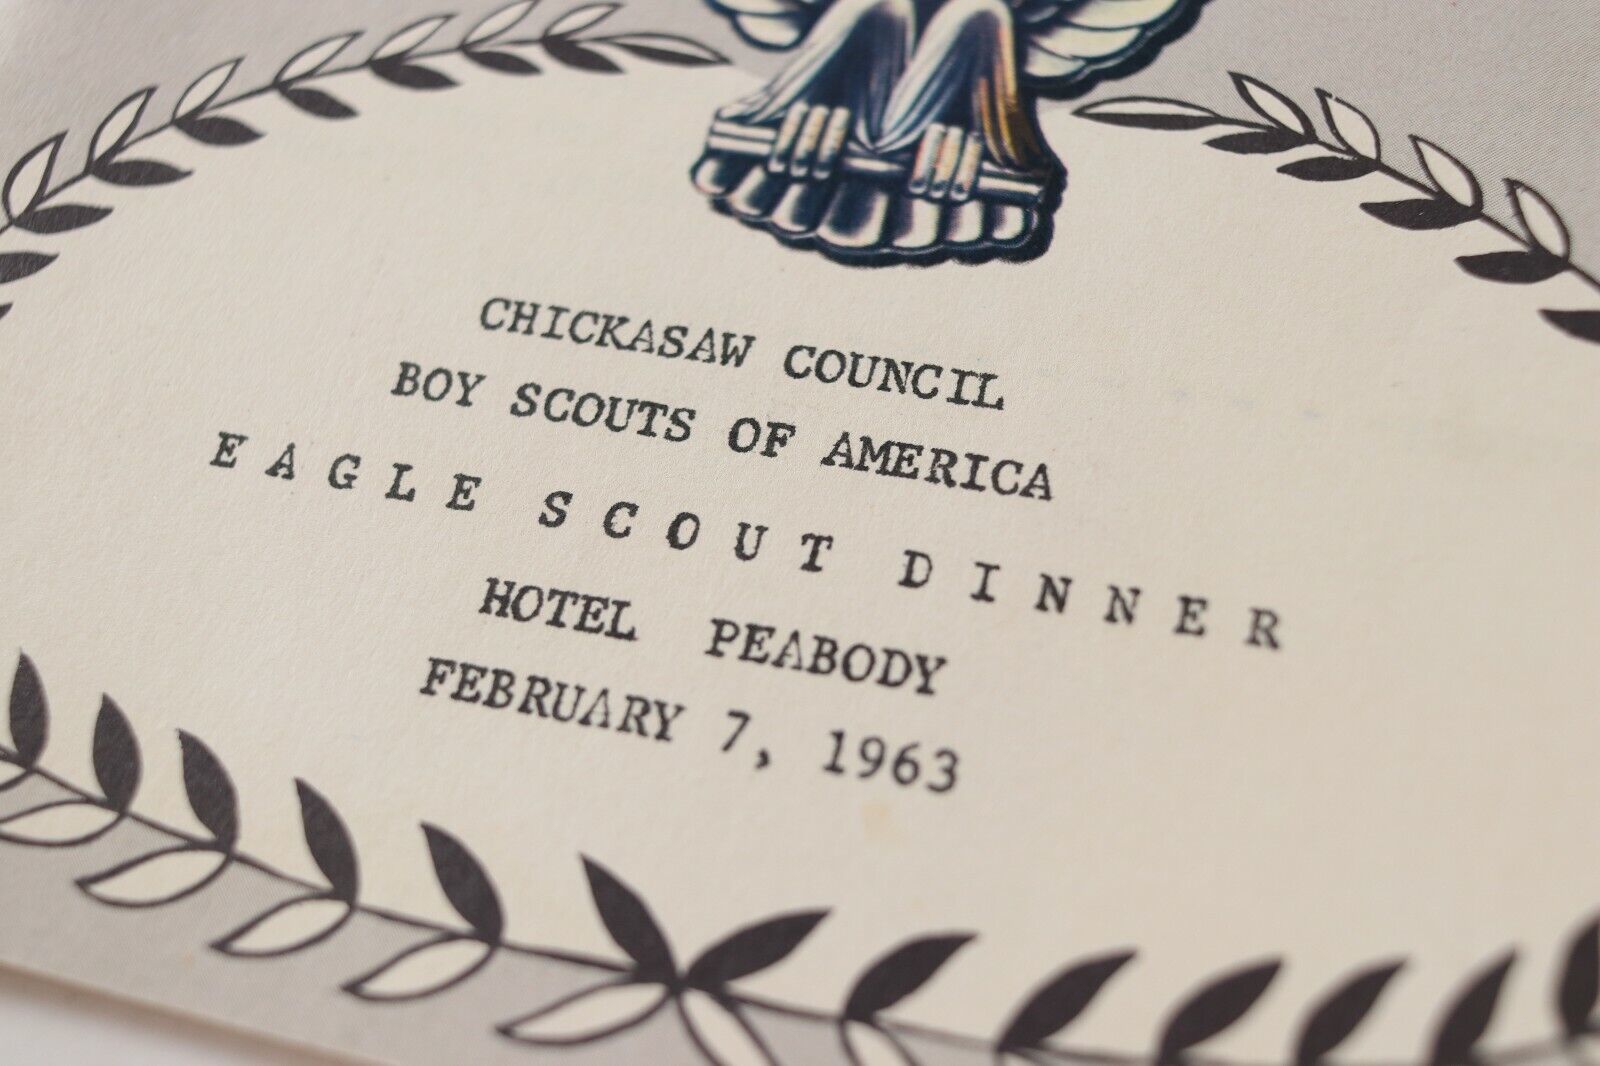 CHICKASAW COUNCIL
BOY SCOUTS OF AMERICA
E A G L E  S C O U T  D I N N E R
HOTEL PEABODY
FEBRUARY 7, 1963